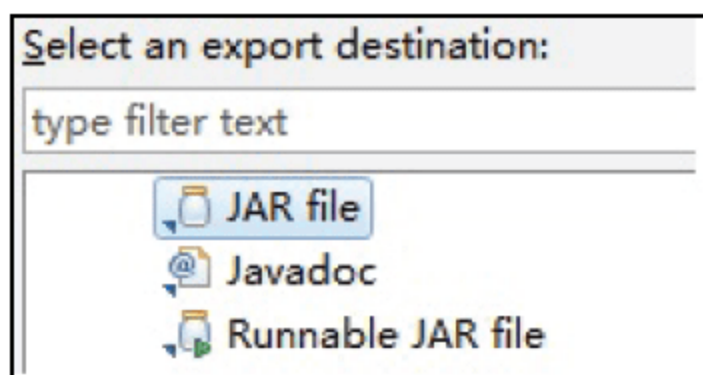 Select an export destination:
type filter text
JAR file
Javadoc
Runnable JAR file